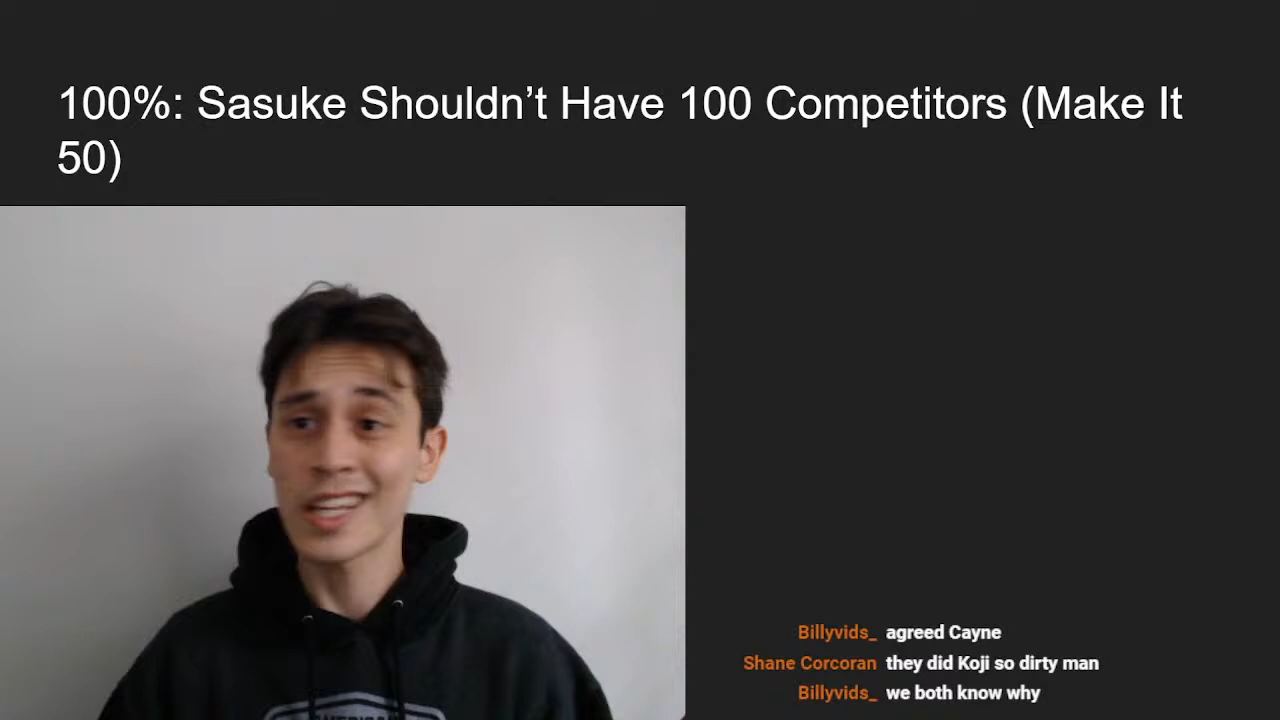 100%: Sasuke Shouldn’t Have 100 Competitors (Make It
50)
Billyvids_ agreed Cayne
Shane Corcoran they did Koji so dirty man
Billyvids_ we both know why